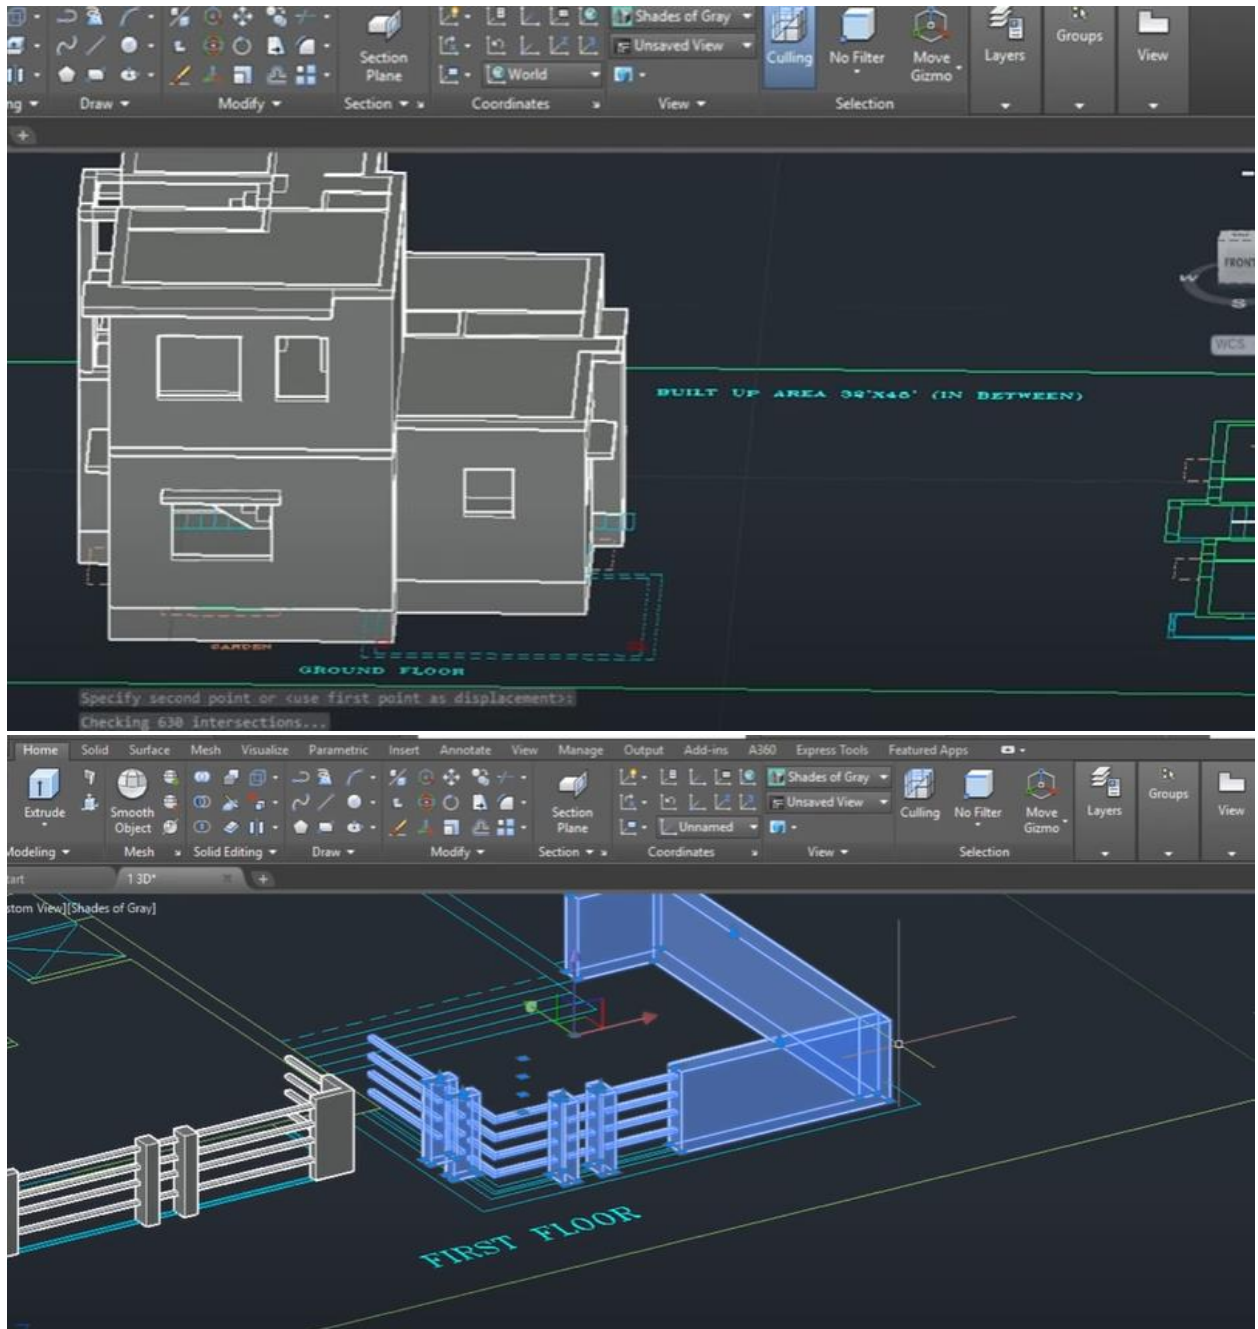 Shades of Gray
Unsaved View
World
Section
Plane
Culling
No Filter
Move
Gizmo
Layers
Groups
View
Draw
Modify
Section
Coordinates
View
Selection
FRONT
W
S
WCS
BUILT UP AREA 32'X46' (IN BETWEEN)
GARDEN
GROUND FLOOR
Specify second point or <use first point as displacement>:
Checking 630 intersections...
Home Solid Surface Mesh Visualize Parametric Insert Annotate View Manage Output Add-ins A360 Express Tools Featured Apps
Extrude
Smooth
Object
Section
Plane
Shades of Gray
Unsaved View
Unnamed
Culling
No Filter
Move
Gizmo
Layers
Groups
View
Modeling Mesh Solid Editing Draw Modify Section Coordinates View Selection
tart
1 3D*
stom View][Shades of Gray]
FIRST FLOOR